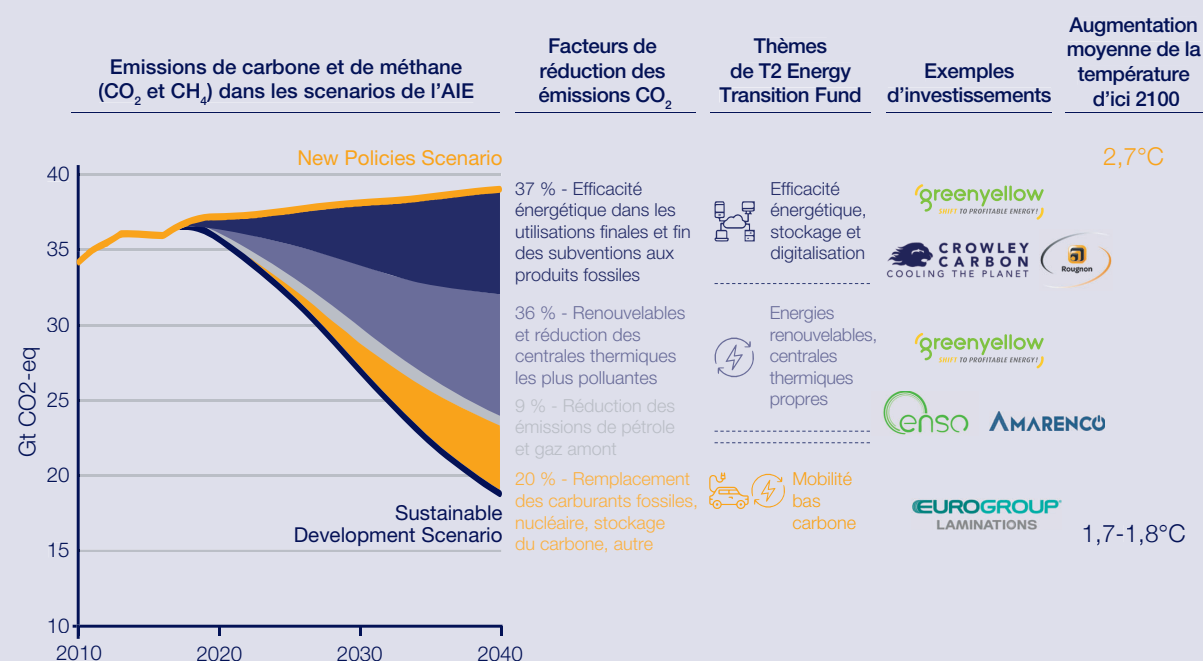 Emissions de carbone et de méthane
(CO₂ et CH₄) dans les scenarios de l'AIE
Facteurs de
réduction des
émissions CO₂
Thèmes
de T2 Energy
Transition Fund
Exemples
d'investissements
Augmentation
moyenne de la
température
d'ici 2100
Gt CO2-eq
40
35
30
25
20
15
10
2010
2020
2030
2040
New Policies Scenario
Sustainable
Development Scenario
37 % - Efficacité
énergétique dans les
utilisations finales et fin
des subventions aux
produits fossiles
36 % - Renouvelables
et réduction des
centrales thermiques
les plus polluantes
9 % - Réduction des
émissions de pétrole
et gaz amont
20 % - Remplacement
des carburants fossiles,
nucléaire, stockage
du carbone, autre
Efficacité
énergétique,
stockage et
digitalisation
Energies
renouvelables,
centrales
thermiques
propres
Mobilité
bas
carbone
greenyellow
SHIFT TO PROFITABLE ENERGY!
CROWLEY
CARBON
COOLING THE PLANET
Rougnon
greenyellow
SHIFT TO PROFITABLE ENERGY!
enso
AMARENCO
EUROGROUP
LAMINATIONS
2,7°C
1,7-1,8°C